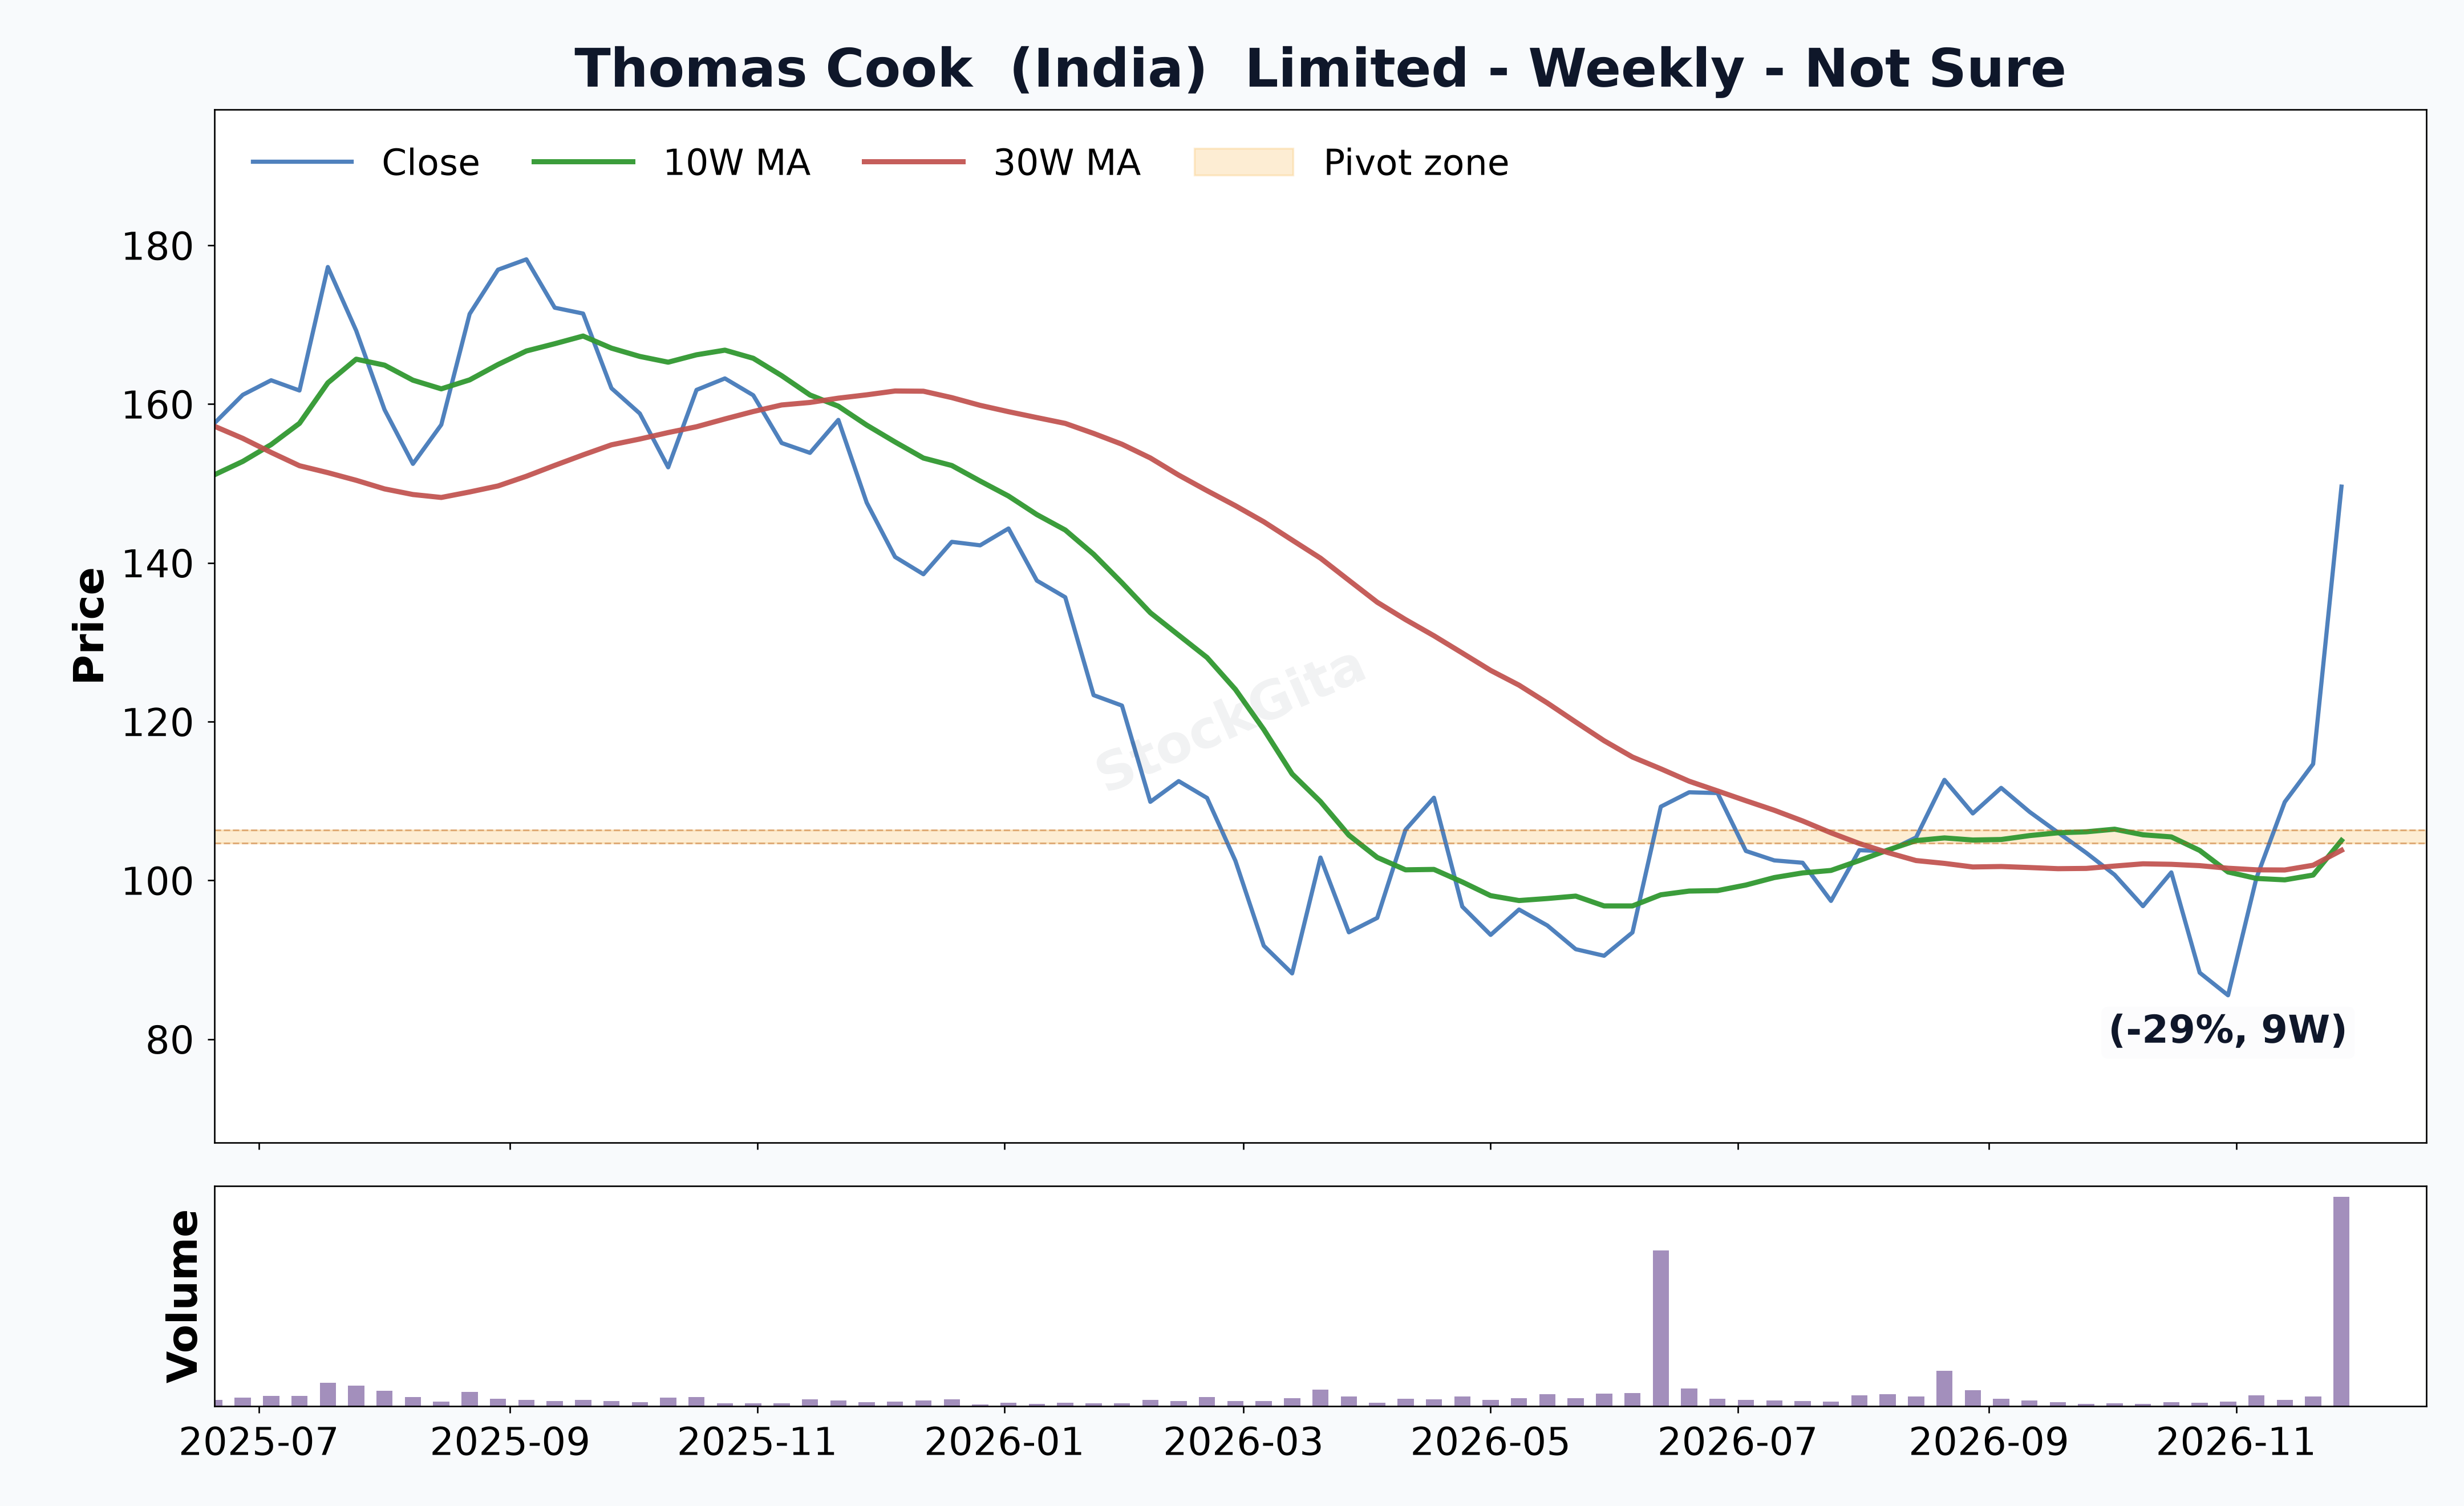 Thomas Cook  (India)  Limited - Weekly - Not Sure
Close 10W MA 30W MA Pivot zone
180
160
140
120
100
80
Price
StockGita
(-29%, 9W)
Volume
2025-07 2025-09 2025-11 2026-01 2026-03 2026-05 2026-07 2026-09 2026-11